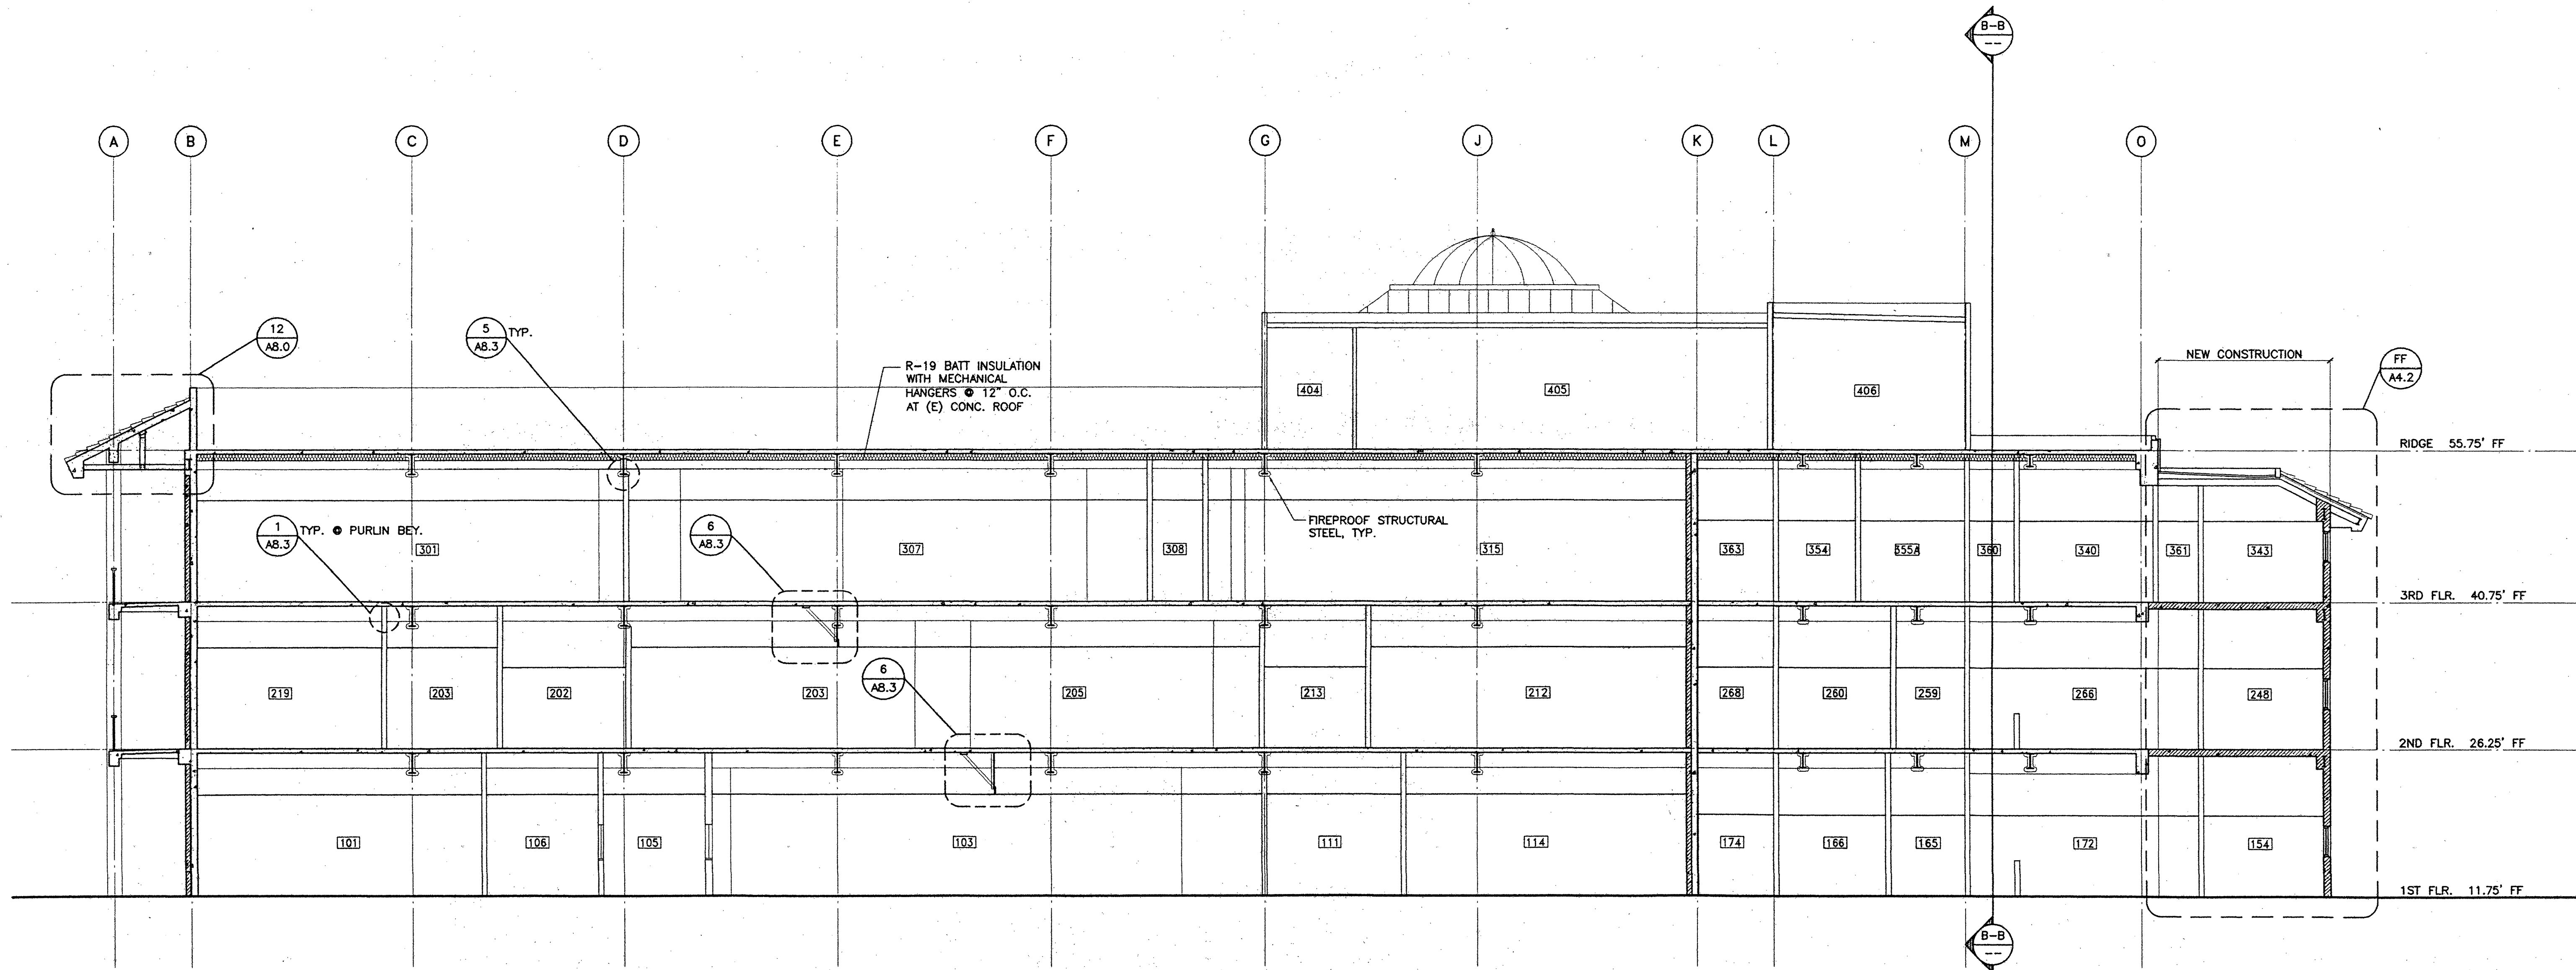 B-B
--
A
B
C
D
E
F
G
J
K
L
M
O
12
A8.0
5
A8.3
TYP.
R-19 BATT INSULATION
WITH MECHANICAL
HANGERS @ 12" O.C.
AT (E) CONC. ROOF
404
405
406
NEW CONSTRUCTION
FF
A4.2
RIDGE 55.75' FF
1
A8.3
TYP. @ PURLIN BEY.
6
A8.3
FIREPROOF STRUCTURAL
STEEL, TYP.
301
307
308
315
363
354
355A
360
340
361
343
3RD FLR. 40.75' FF
6
A8.3
219
203
202
203
205
213
212
268
260
259
266
248
2ND FLR. 26.25' FF
101
106
105
103
111
114
174
166
165
172
154
1ST FLR. 11.75' FF
B-B
--